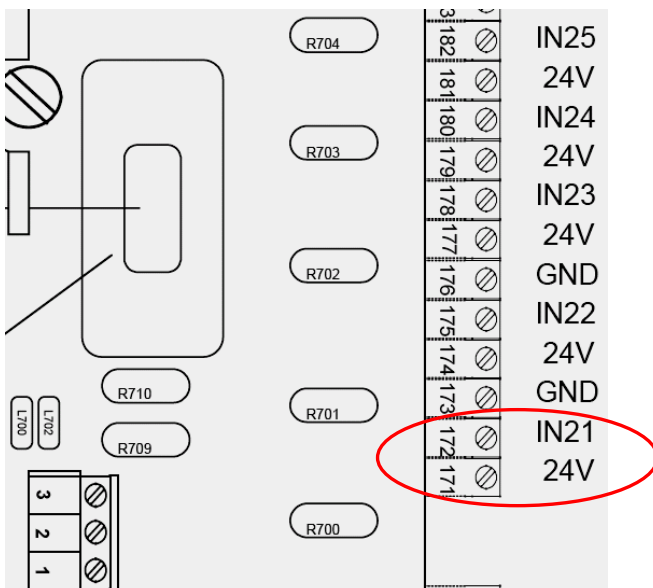 R704
182 IN25
181 24V
180 IN24
R703
179 24V
178 IN23
177 24V
R702
176 GND
175 IN22
174 24V
R710
173 GND
R701
L700 L702
172 IN21
R709
171 24V
3
R700
2
1